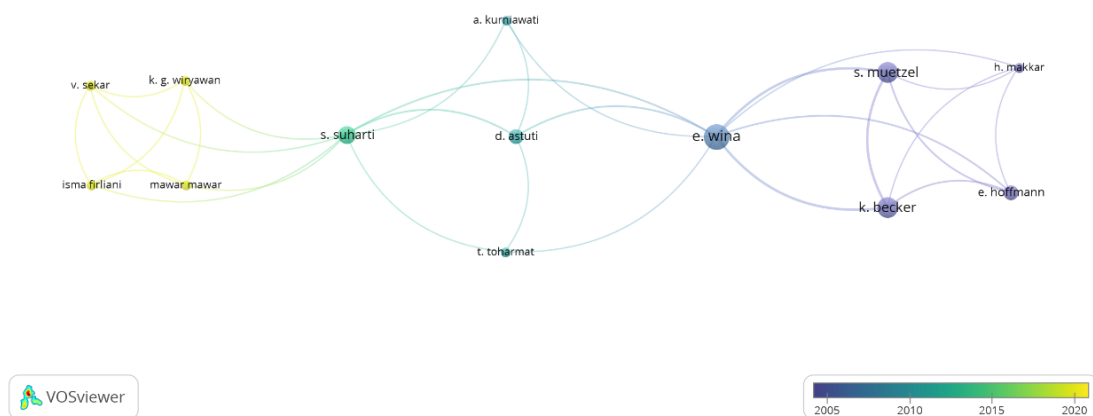 a. kurniawati
v. sekar
k. g. wiryawan
s. muetzel
h. makkar
s. suharti
d. astuti
e. wina
isma firliani
mawar mawar
e. hoffmann
k. becker
t. toharmat
VOSviewer
2005 2010 2015 2020